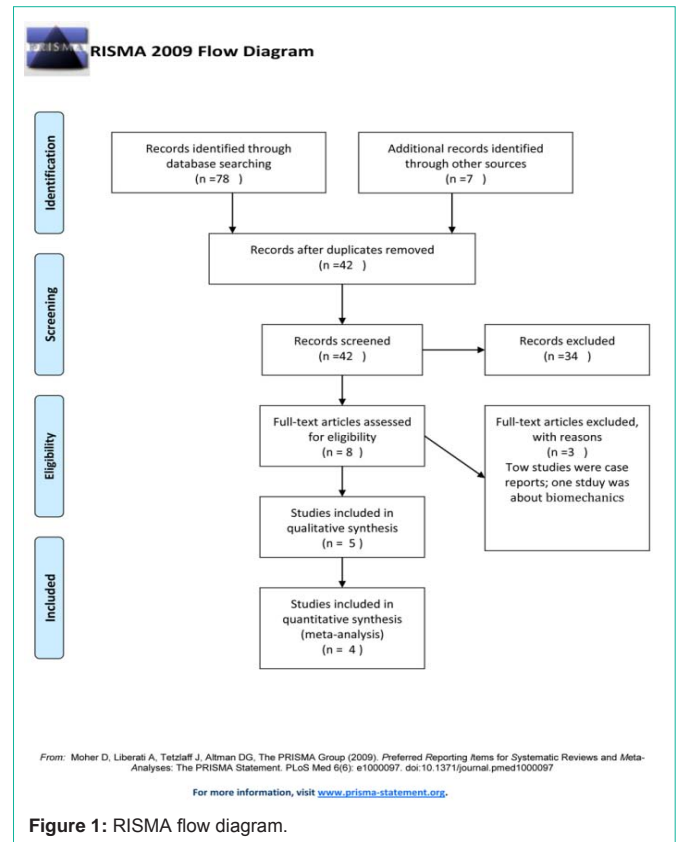 PRISMA
RISMA 2009 Flow Diagram
Identification
Records identified through
database searching
(n =78 )
Additional records identified
through other sources
(n =7 )
Records after duplicates removed
(n =42 )
Screening
Records screened
(n =42 )
Records excluded
(n =34 )
Eligibility
Full-text articles assessed
for eligibility
(n = 8 )
Full-text articles excluded,
with reasons
(n =3 )
Tow studies were case
reports; one stduy was
about biomechanics
Studies included in
qualitative synthesis
(n = 5 )
Included
Studies included in
quantitative synthesis
(meta-analysis)
(n = 4 )
From: Moher D, Liberati A, Tetzlaff J, Altman DG, The PRISMA Group (2009). Preferred Reporting Items for Systematic Reviews and Meta-
Analyses: The PRISMA Statement. PLoS Med 6(6): e1000097. doi:10.1371/journal.pmed1000097
For more information, visit www.prisma-statement.org.
Figure 1: RISMA flow diagram.